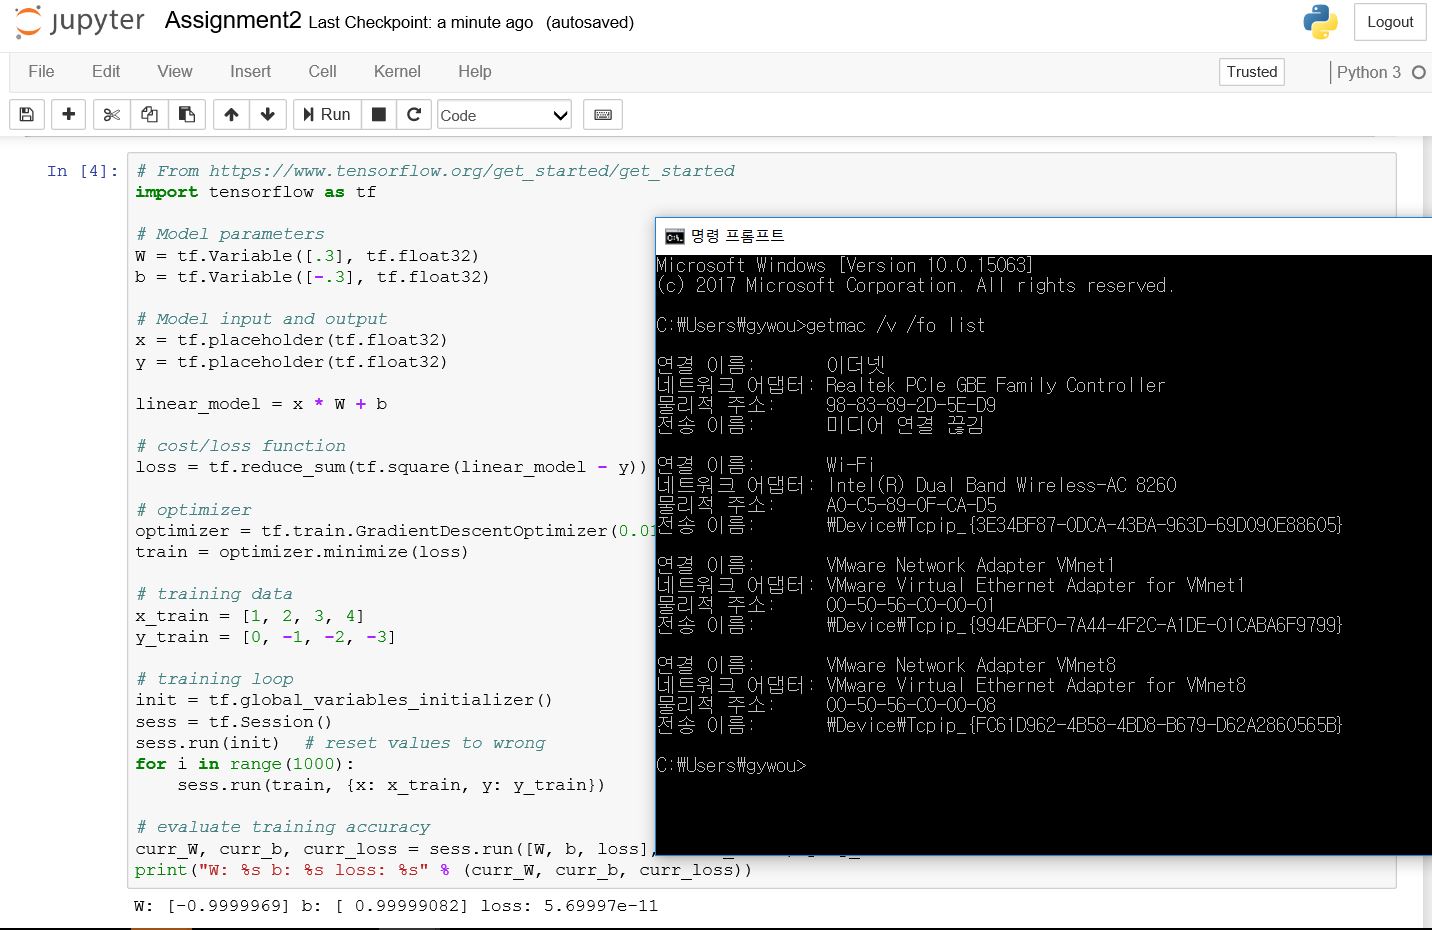 jupyter Assignment2 Last Checkpoint: a minute ago (autosaved)
Logout
File Edit View Insert Cell Kernel Help
Trusted
Python 3
Run
Code
In [4]:
# From https://www.tensorflow.org/get_started/get_started
import tensorflow as tf
# Model parameters
W = tf.Variable([.3], tf.float32)
b = tf.Variable([-.3], tf.float32)
# Model input and output
x = tf.placeholder(tf.float32)
y = tf.placeholder(tf.float32)
linear_model = x * W + b
# cost/loss function
loss = tf.reduce_sum(tf.square(linear_model - y))
# optimizer
optimizer = tf.train.GradientDescentOptimizer(0.01
train = optimizer.minimize(loss)
# training data
x_train = [1, 2, 3, 4]
y_train = [0, -1, -2, -3]
# training loop
init = tf.global_variables_initializer()
sess = tf.Session()
sess.run(init)  # reset values to wrong
for i in range(1000):
    sess.run(train, {x: x_train, y: y_train})
# evaluate training accuracy
curr_W, curr_b, curr_loss = sess.run([W, b, loss],
print("W: %s b: %s loss: %s" % (curr_W, curr_b, curr_loss))
W: [-0.9999969] b: [ 0.99999082] loss: 5.69997e-11
명령 프롬프트
Microsoft Windows [Version 10.0.15063]
(c) 2017 Microsoft Corporation. All rights reserved.
C:₩Users₩gywou>getmac /v /fo list
연결 이름: 이더넷
네트워크 어댑터: Realtek PCIe GBE Family Controller
물리적 주소: 98-83-89-2D-5E-D9
전송 이름: 미디어 연결 끊김
연결 이름: Wi-Fi
네트워크 어댑터: Intel(R) Dual Band Wireless-AC 8260
물리적 주소: A0-C5-89-0F-CA-D5
전송 이름: ₩Device₩Tcpip_{3E34BF87-0DCA-43BA-963D-69D090E88605}
연결 이름: VMware Network Adapter VMnet1
네트워크 어댑터: VMware Virtual Ethernet Adapter for VMnet1
물리적 주소: 00-50-56-C0-00-01
전송 이름: ₩Device₩Tcpip_{994EABF0-7A44-4F2C-A1DE-01CABA6F9799}
연결 이름: VMware Network Adapter VMnet8
네트워크 어댑터: VMware Virtual Ethernet Adapter for VMnet8
물리적 주소: 00-50-56-C0-00-08
전송 이름: ₩Device₩Tcpip_{FC61D962-4B58-4BD8-B679-D62A2860565B}
C:₩Users₩gywou>